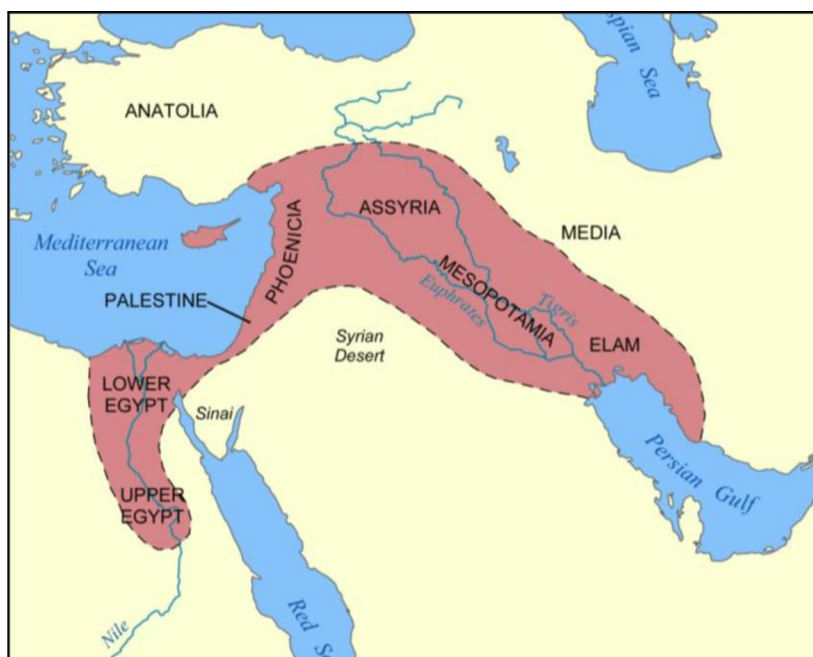 Caspian Sea
ANATOLIA
ASSYRIA
MEDIA
PHOENICIA
Mediterranean
Sea
MESOPOTAMIA
Tigris
Euphrates
PALESTINE
ELAM
Syrian
Desert
LOWER
EGYPT
Sinai
UPPER
EGYPT
Persian Gulf
Nile
Red